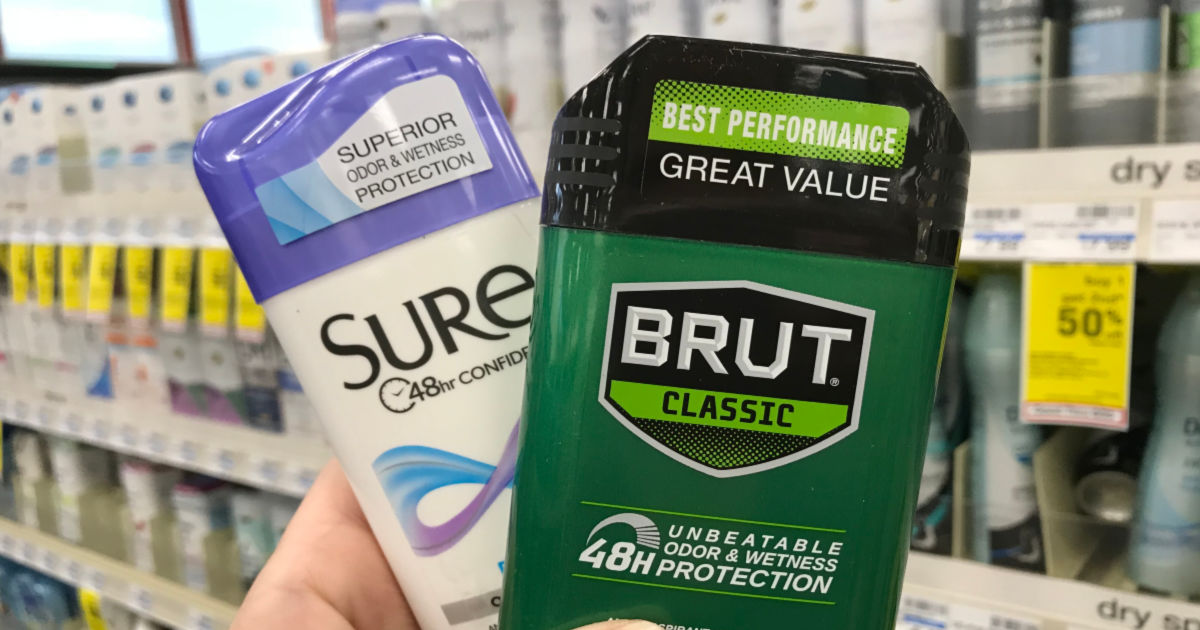 SUPERIOR
ODOR & WETNESS
PROTECTION
SURE
48hr
BEST PERFORMANCE
GREAT VALUE
BRUT®
CLASSIC
48H
UNBEATABLE
ODOR & WETNESS
PROTECTION
dry
50%
dry